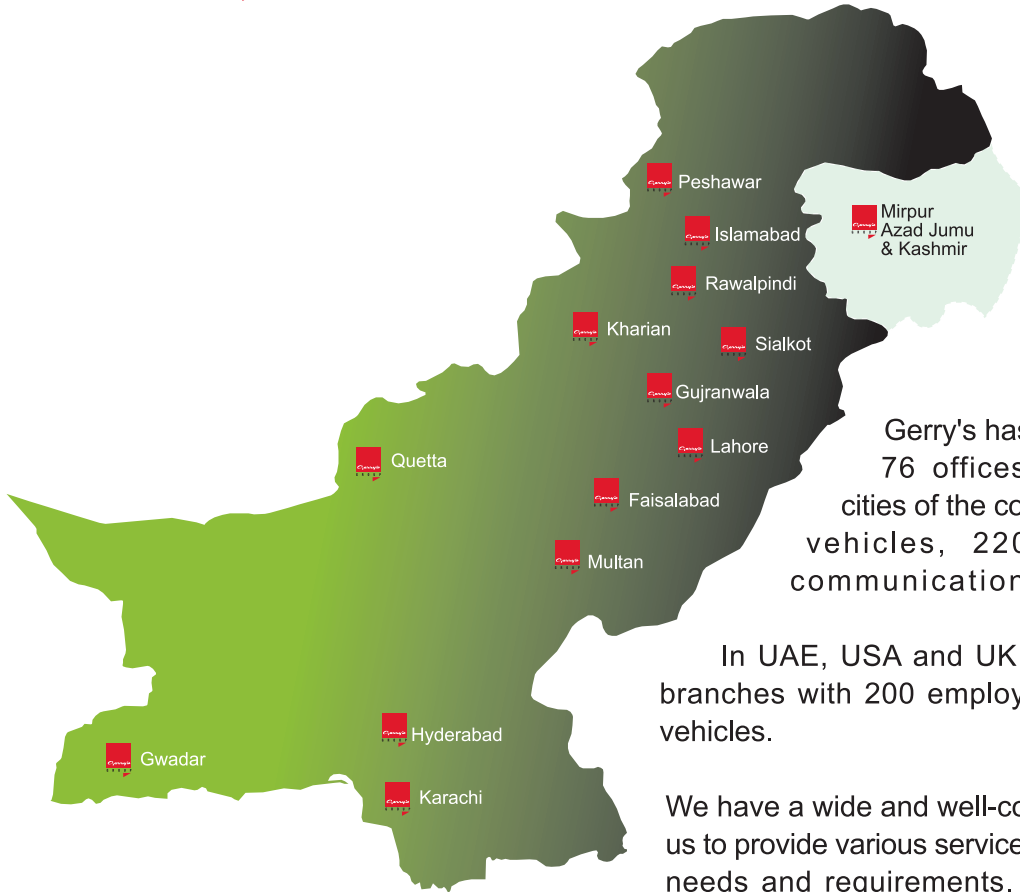 Peshawar
Islamabad
Mirpur
Azad Jumu
& Kashmir
Rawalpindi
Kharian
Sialkot
Gujranwala
Lahore
Quetta
Faisalabad
Multan
Hyderabad
Gwadar
Karachi
Gerry's has
76 offices
cities of the co
vehicles, 220
communication
In UAE, USA and UK
branches with 200 employ
vehicles.
We have a wide and well-co
us to provide various service
needs and requirements.